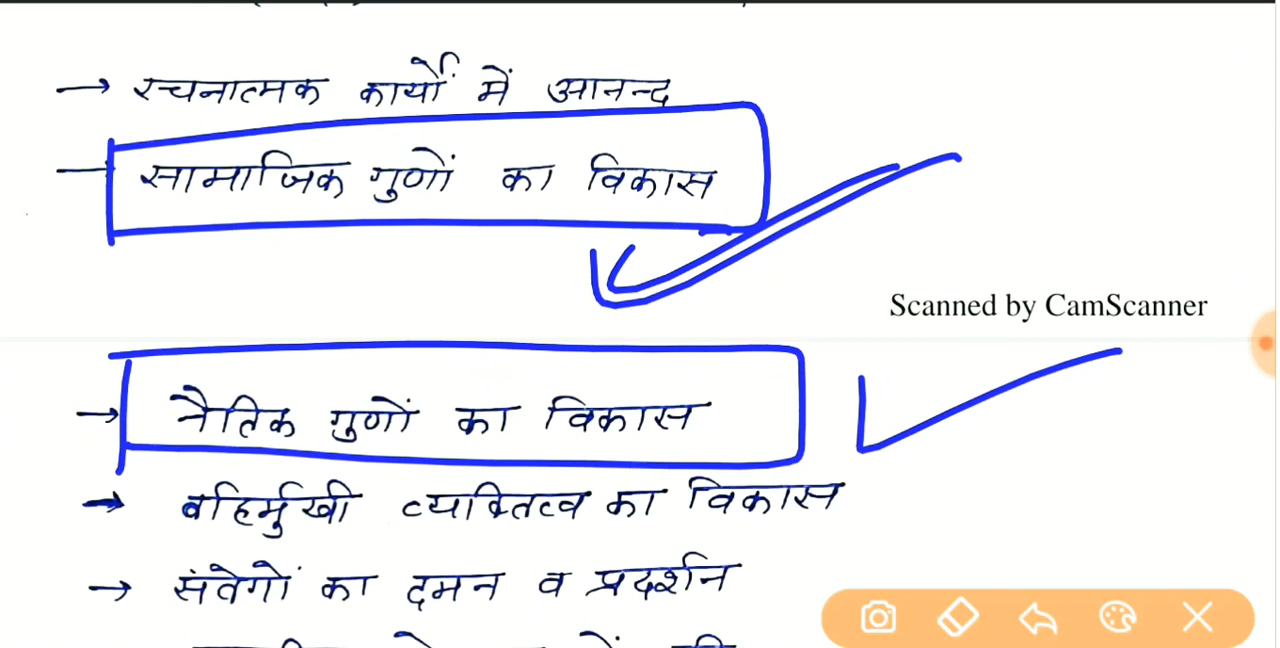 → रचनात्मक कार्यों में आनन्द
→ सामाजिक गुणों का विकास
Scanned by CamScanner
→ नैतिक गुणों का विकास
→ बहिर्मुखी व्यक्तित्व का विकास
→ संवेगों का दमन व प्रदर्शन